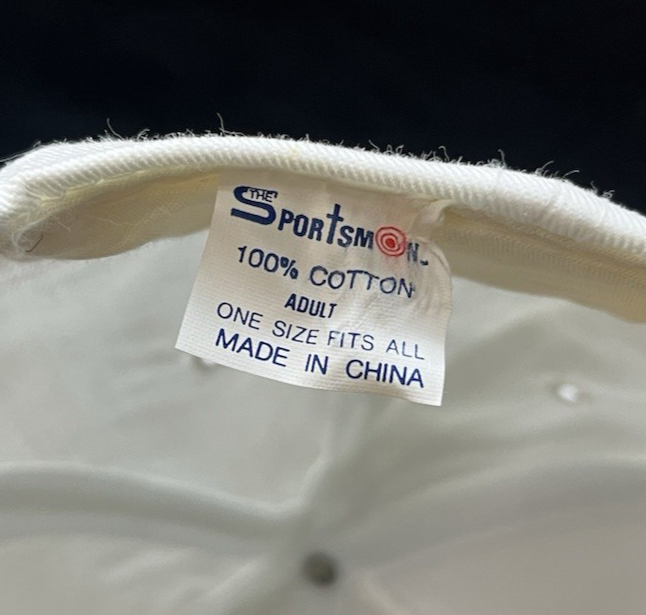 THE
SPORTSMAN
100% COTTON
ADULT
ONE SIZE FITS ALL
MADE IN CHINA